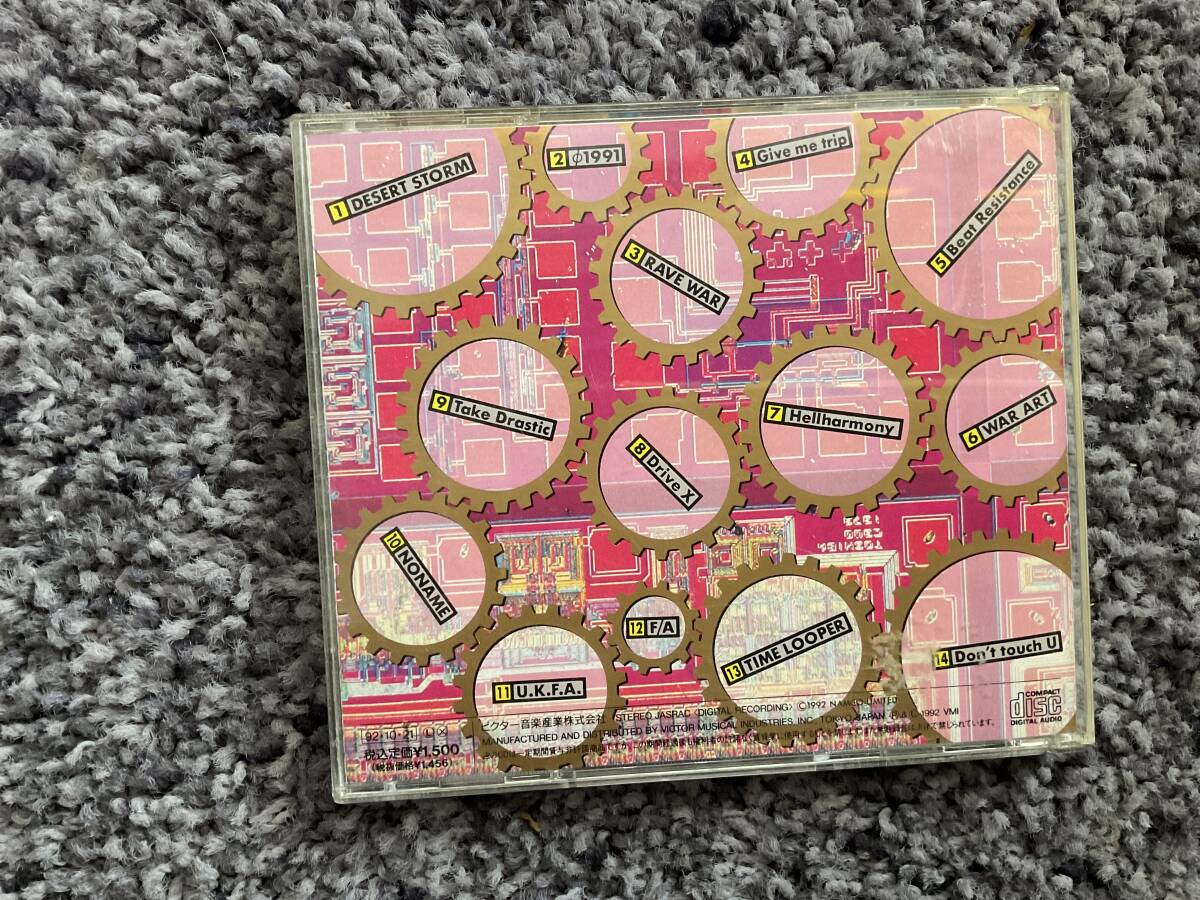 1 DESERT STORM
2 φ1991
3 RAVE WAR
4 Give me trip
5 Beat Resistance
6 WAR ART
7 Hellharmony
8 Drive X
9 Take Drastic
10 NONAME
11 U.K.F.A.
12 F/A
13 TIME LOOPER
14 Don't touch U
TOSHIBA
1372
ビクター音楽産業株式会社 STEREO JASRAC <DIGITAL RECORDING> ©1992 NAMCO LIMITED
MANUFACTURED AND DISTRIBUTED BY VICTOR MUSICAL INDUSTRIES, INC. TOKYO JAPAN 1992 VMI
92・10・21 Ⓛ Ⓧ
税込定価¥1,500
(税抜価格¥1,456)
COMPACT
disc
DIGITAL AUDIO